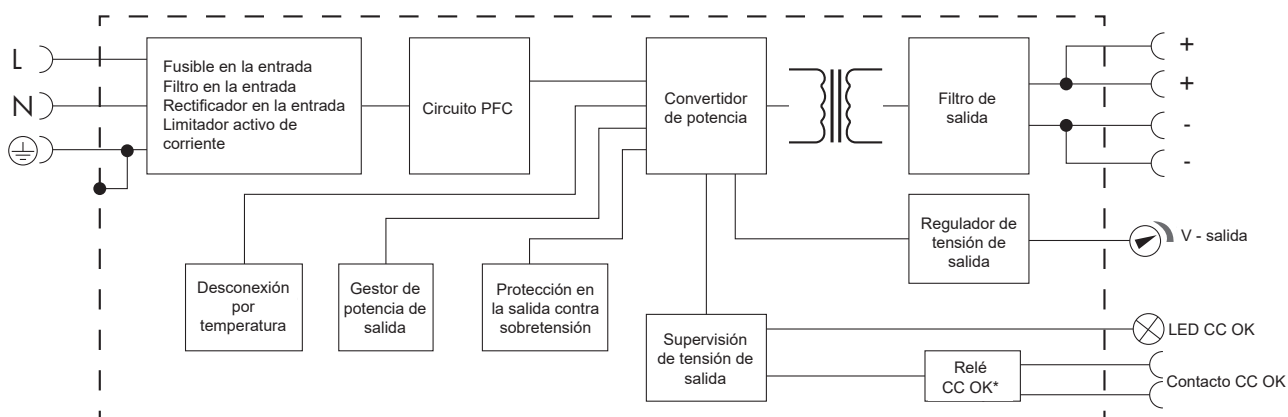 L
N
Fusible en la entrada
Filtro en la entrada
Rectificador en la entrada
Limitador activo de
corriente
Circuito PFC
Convertidor
de potencia
Filtro de
salida
+
+
-
-
Regulador de
tensión de
salida
V - salida
Desconexión
por
temperatura
Gestor de
potencia de
salida
Protección en
la salida contra
sobretensión
Supervisión
de tensión de
salida
LED CC OK
Relé
CC OK*
Contacto CC OK